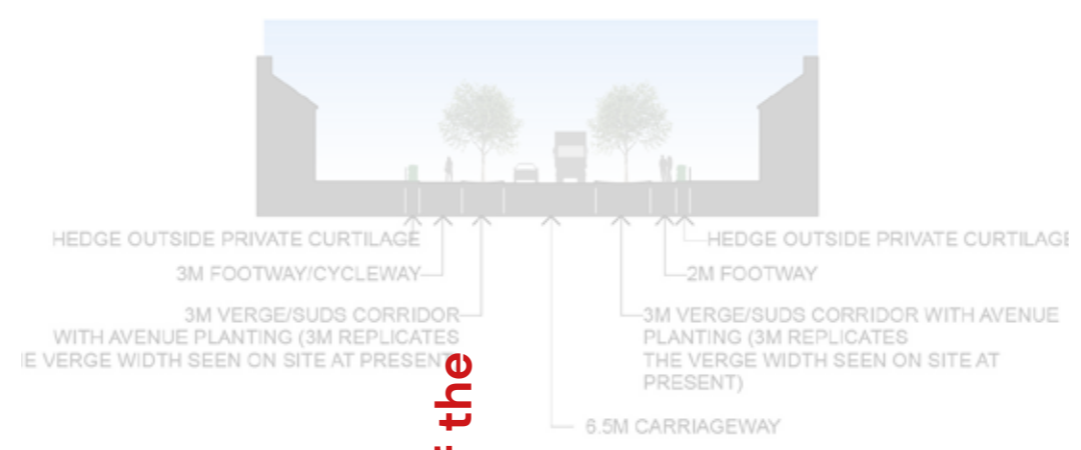 HEDGE OUTSIDE PRIVATE CURTILAGE
3M FOOTWAY/CYCLEWAY
3M VERGE/SUDS CORRIDOR
WITH AVENUE PLANTING (3M REPLICATES
VERGE WIDTH SEEN ON SITE AT PRESENT)
HEDGE OUTSIDE PRIVATE CURTILAGE
2M FOOTWAY
3M VERGE/SUDS CORRIDOR WITH AVENUE
PLANTING (3M REPLICATES
THE VERGE WIDTH SEEN ON SITE AT
PRESENT)
6.5M CARRIAGEWAY
the